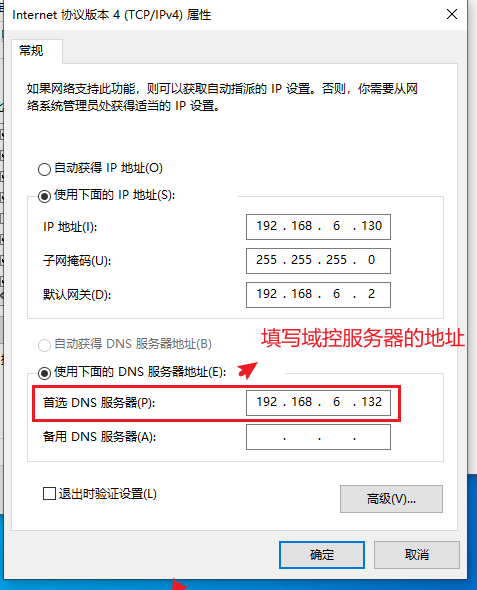 Internet 协议版本 4 (TCP/IPv4) 属性
常规
如果网络支持此功能，则可以获取自动指派的 IP 设置。否则，你需要从网
络系统管理员处获得适当的 IP 设置。
自动获得 IP 地址(O)
使用下面的 IP 地址(S):
IP 地址(I): 192 . 168 . 6 . 130
子网掩码(U): 255 . 255 . 255 . 0
默认网关(D): 192 . 168 . 6 . 2
自动获得 DNS 服务器地址(B)
填写域控服务器的地址
使用下面的 DNS 服务器地址(E):
首选 DNS 服务器(P): 192 . 168 . 6 . 132
备用 DNS 服务器(A): . . .
退出时验证设置(L)
高级(V)...
确定 取消